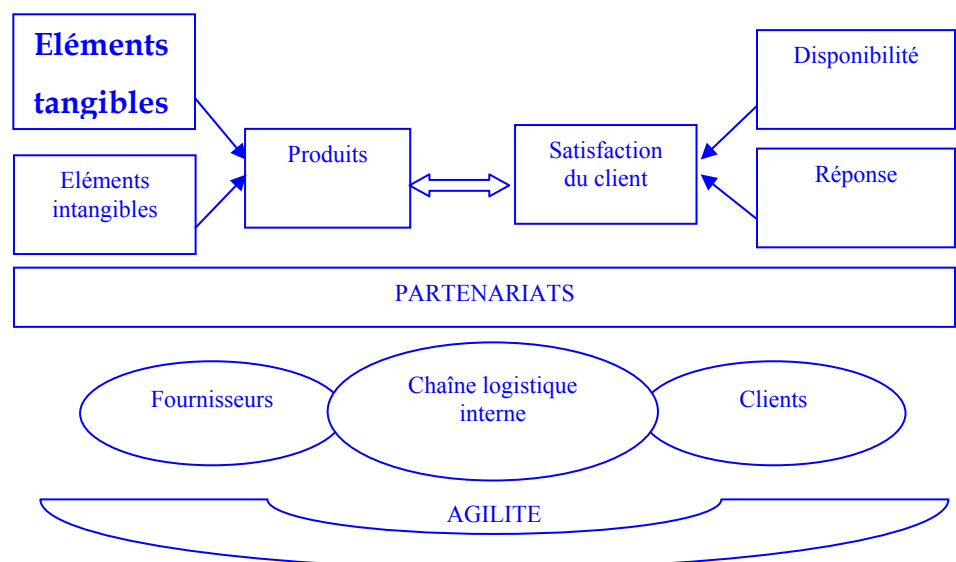 Eléments
tangibles
Eléments
intangibles
Produits
Satisfaction
du client
Disponibilité
Réponse
PARTENARIATS
Fournisseurs
Chaîne logistique
interne
Clients
AGILITE